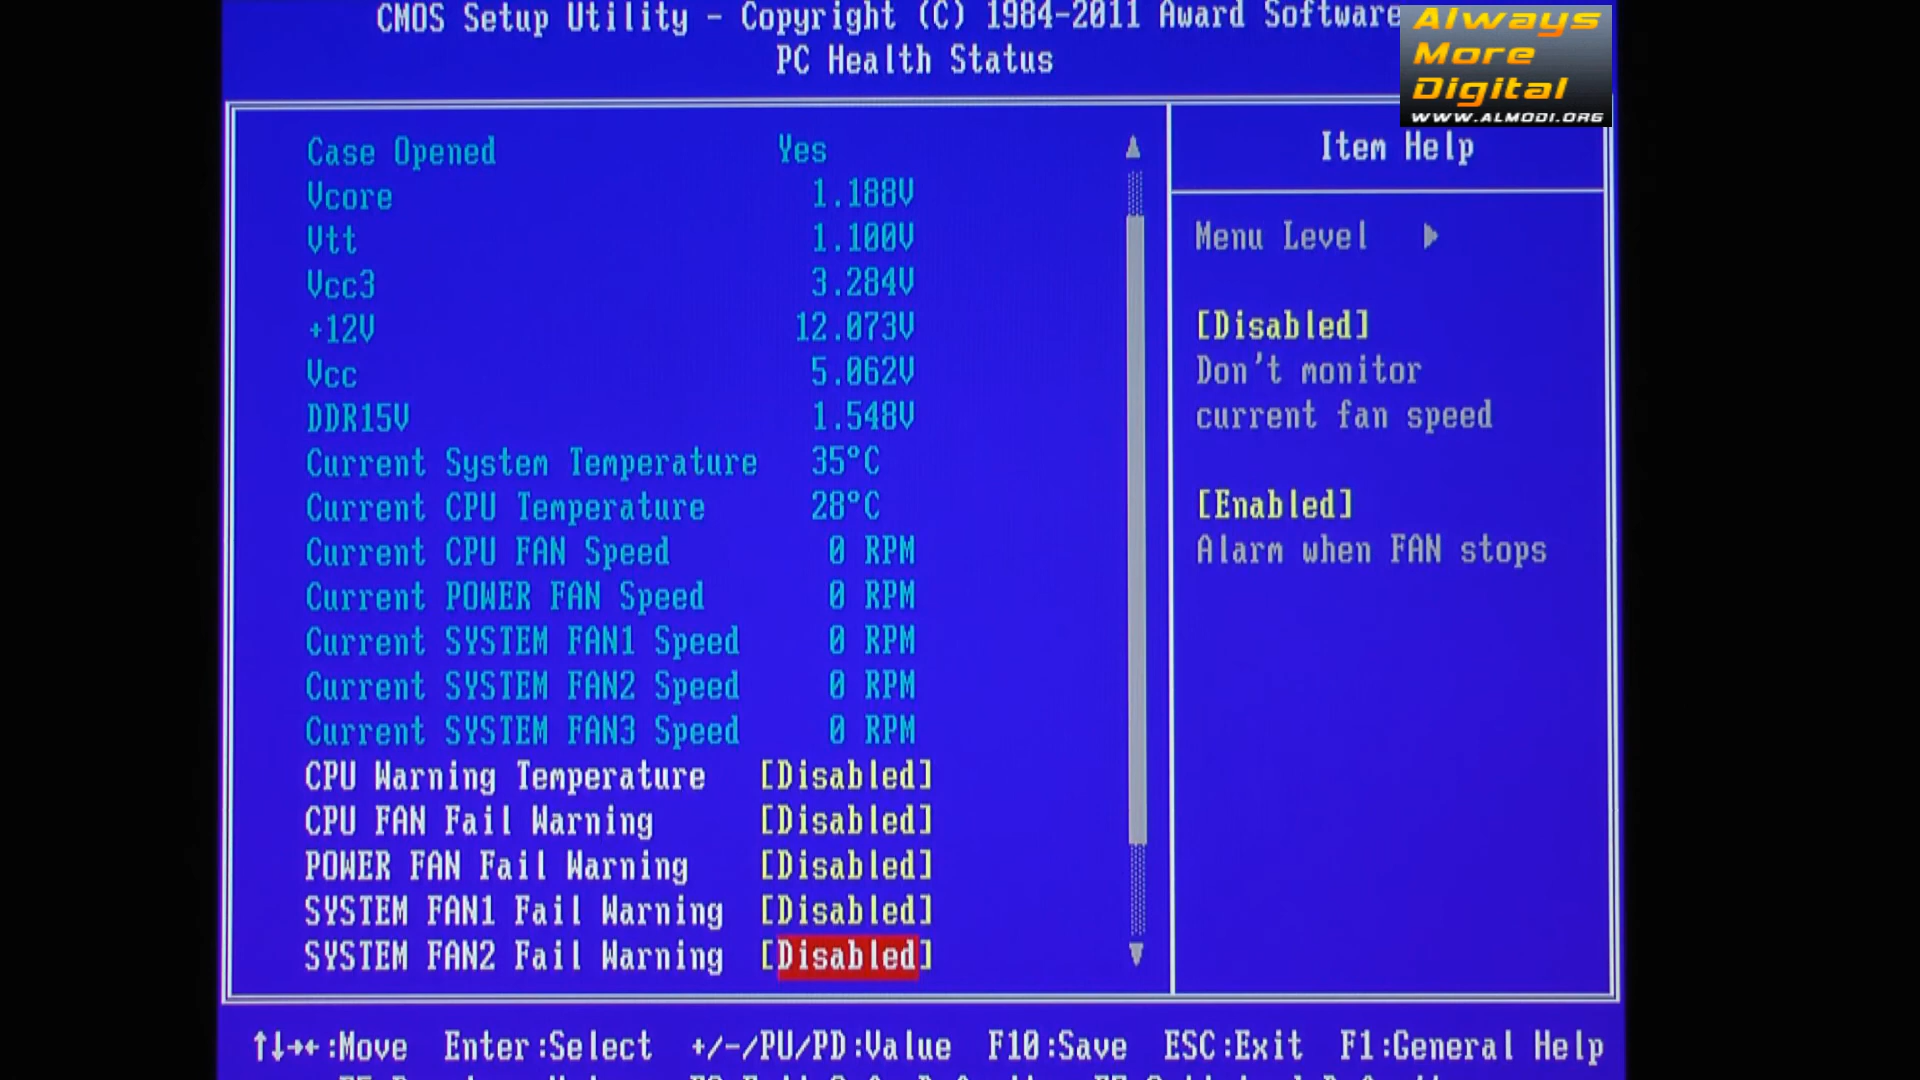 CMOS Setup Utility - Copyright (C) 1984-2011 Award Software
PC Health Status
Always
More
Digital
WWW.ALMODI.ORG
Case Opened Yes
Vcore 1.188V
Vtt 1.100V
Vcc3 3.284V
+12V 12.073V
Vcc 5.062V
DDR15V 1.548V
Current System Temperature 35°C
Current CPU Temperature 28°C
Current CPU FAN Speed 0 RPM
Current POWER FAN Speed 0 RPM
Current SYSTEM FAN1 Speed 0 RPM
Current SYSTEM FAN2 Speed 0 RPM
Current SYSTEM FAN3 Speed 0 RPM
CPU Warning Temperature [Disabled]
CPU FAN Fail Warning [Disabled]
POWER FAN Fail Warning [Disabled]
SYSTEM FAN1 Fail Warning [Disabled]
SYSTEM FAN2 Fail Warning [Disabled]
Item Help
Menu Level ▶
[Disabled]
Don't monitor
current fan speed
[Enabled]
Alarm when FAN stops
↑↓→←:Move Enter:Select +/-/PU/PD:Value F10:Save ESC:Exit F1:General Help